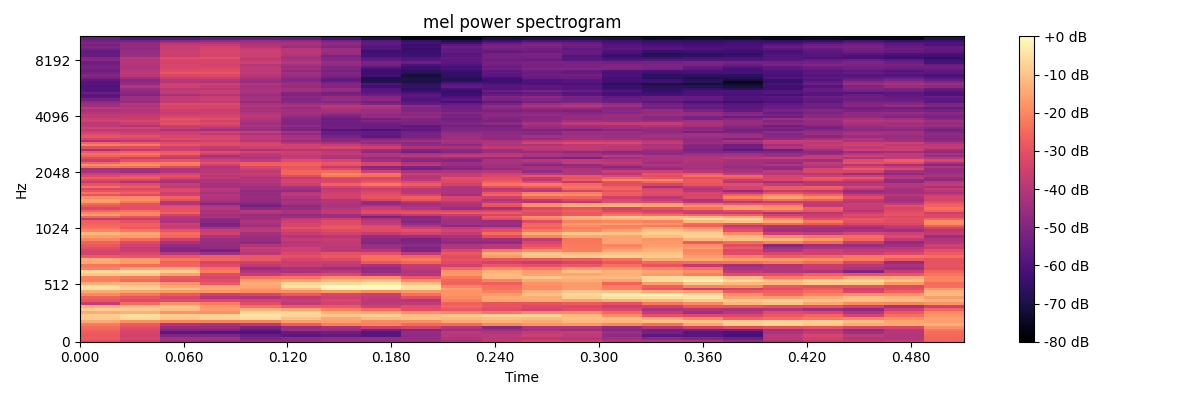 mel power spectrogram
Hz
8192
4096
2048
1024
512
0
0.000 0.060 0.120 0.180 0.240 0.300 0.360 0.420 0.480
Time
+0 dB
-10 dB
-20 dB
-30 dB
-40 dB
-50 dB
-60 dB
-70 dB
-80 dB